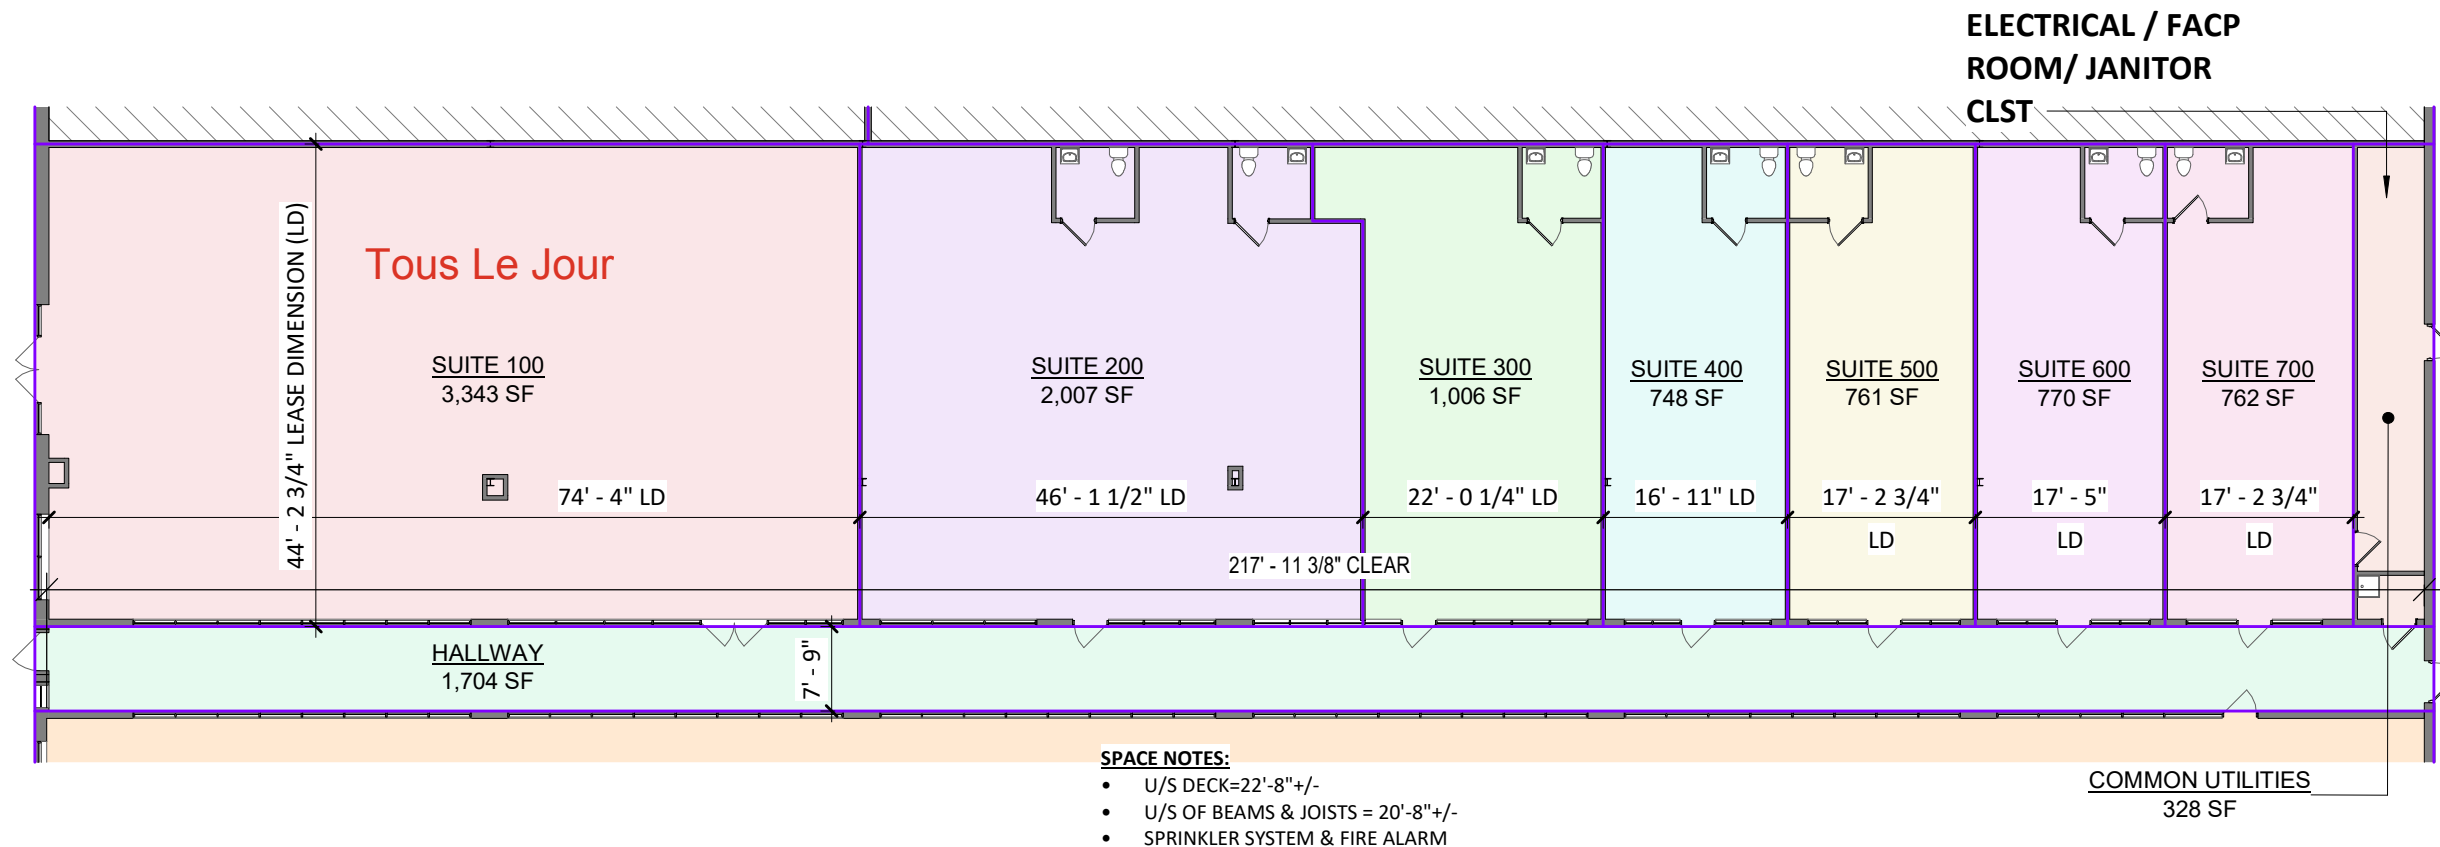 ELECTRICAL / FACP
ROOM/ JANITOR
CLST
Tous Le Jour
44' - 2 3/4" LEASE DIMENSION (LD)
SUITE 100
3,343 SF
SUITE 200
2,007 SF
SUITE 300
1,006 SF
SUITE 400
748 SF
SUITE 500
761 SF
SUITE 600
770 SF
SUITE 700
762 SF
74' - 4" LD
46' - 1 1/2" LD
22' - 0 1/4" LD
16' - 11" LD
17' - 2 3/4"
LD
17' - 5"
LD
17' - 2 3/4"
LD
217' - 11 3/8" CLEAR
HALLWAY
1,704 SF
7' - 9"
SPACE NOTES:
• U/S DECK=22'-8"+/-
• U/S OF BEAMS & JOISTS = 20'-8"+/-
• SPRINKLER SYSTEM & FIRE ALARM
COMMON UTILITIES
328 SF